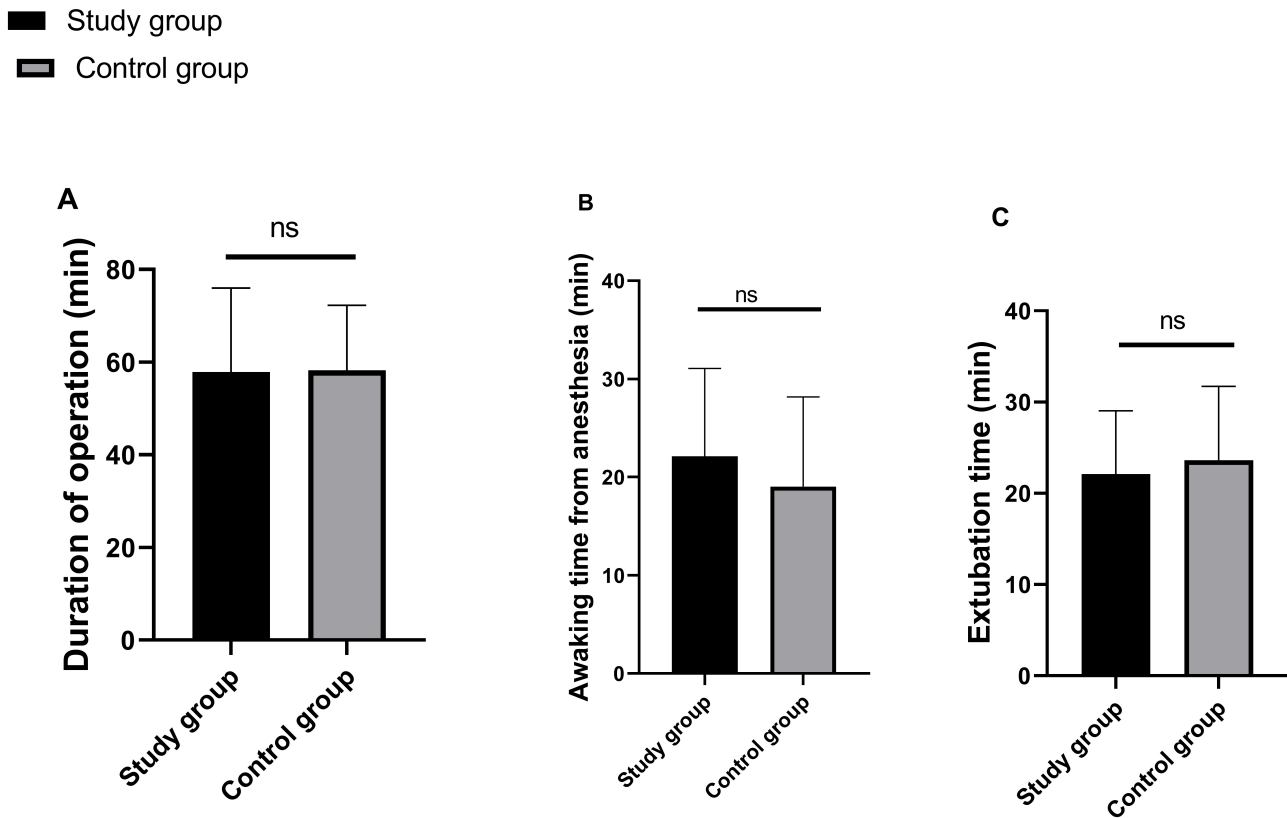 Study group
Control group
A
ns
Duration of operation (min)
80
60
40
20
0
Study group
Control group
B
ns
Awaking time from anesthesia (min)
40
30
20
10
0
Study group
Control group
C
ns
Extubation time (min)
40
30
20
10
0
Study group
Control group